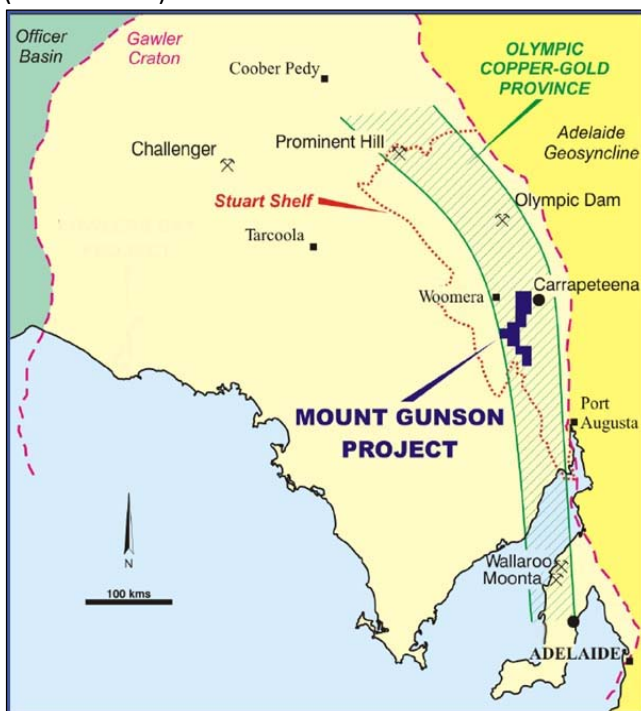 Officer
Basin
Gawler
Craton
Coober Pedy
OLYMPIC
COPPER-GOLD
PROVINCE
Challenger
Prominent Hill
Adelaide
Geosyncline
Stuart Shelf
Olympic Dam
Tarcoola
Woomera
Carrapeteena
MOUNT GUNSON
PROJECT
Port
Augusta
N
100 kms
Wallaroo
Moonta
ADELAIDE